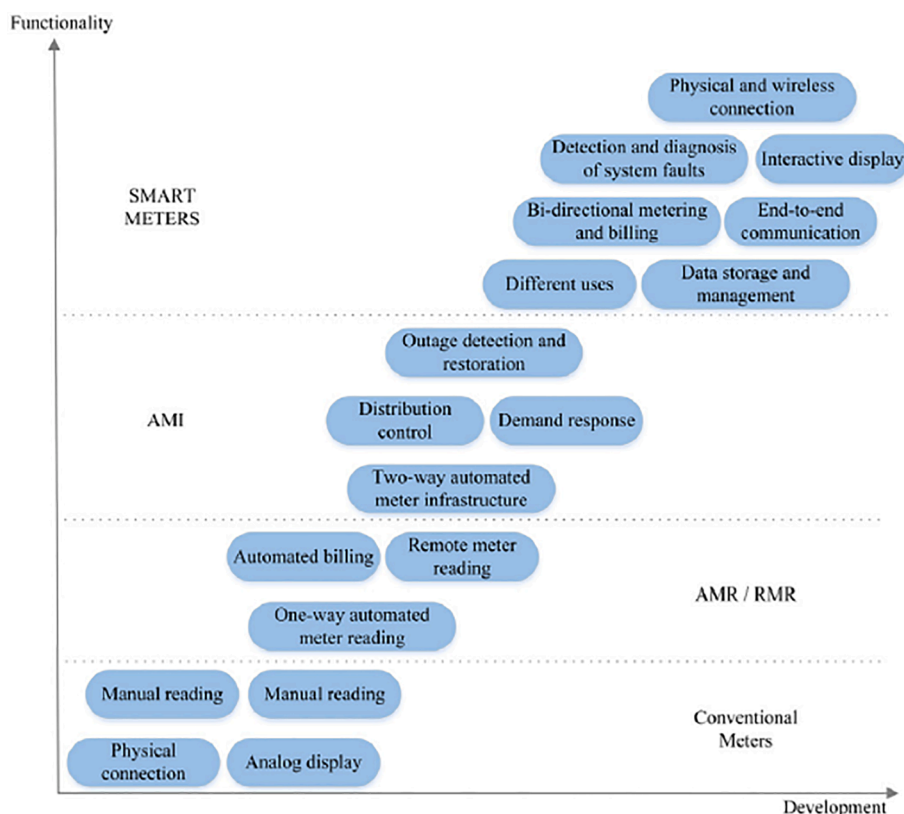 Functionality
Physical and wireless
connection
Detection and diagnosis
of system faults
Interactive display
SMART
METERS
Bi-directional metering
and billing
End-to-end
communication
Different uses
Data storage and
management
Outage detection and
restoration
AMI
Distribution
control
Demand response
Two-way automated
meter infrastructure
Automated billing
Remote meter
reading
AMR / RMR
One-way automated
meter reading
Manual reading
Manual reading
Conventional
Meters
Physical
connection
Analog display
Development